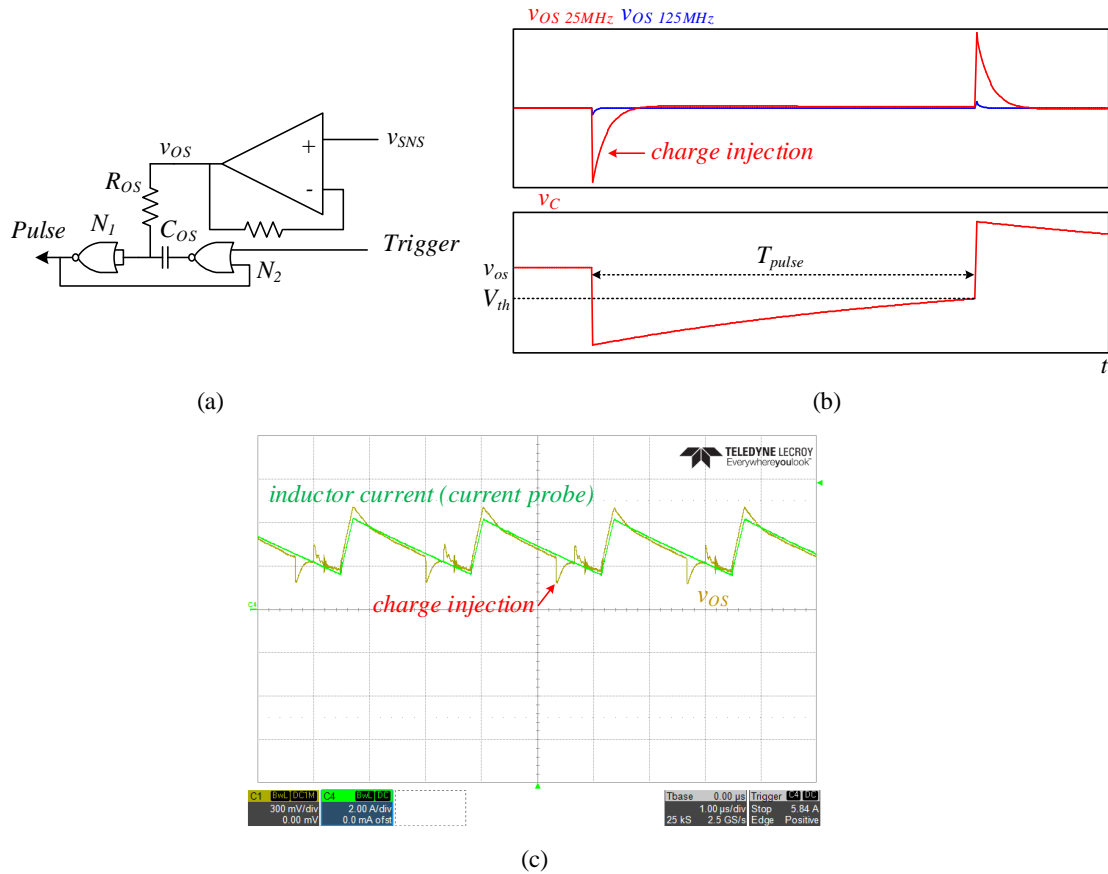 v_OS 25MHz v_OS 125MHz
v_OS
+
-
v_SNS
R_OS
Pulse
N_1
C_OS
Trigger
N_2
charge injection
v_C
v_os
T_pulse
V_th
t
(a)
(b)
TELEDYNE LECROY
Everywhereyoulook™
inductor current (current probe)
charge injection
v_OS
C4
C1 BwL DC1M
300 mV/div
0.00 mV
C4 BwL DC
2.00 A/div
0.0 mA ofst
Tbase 0.00 µs
1.00 µs/div
25 kS 2.5 GS/s
Trigger C4 DC
Stop 5.84 A
Edge Positive
(c)